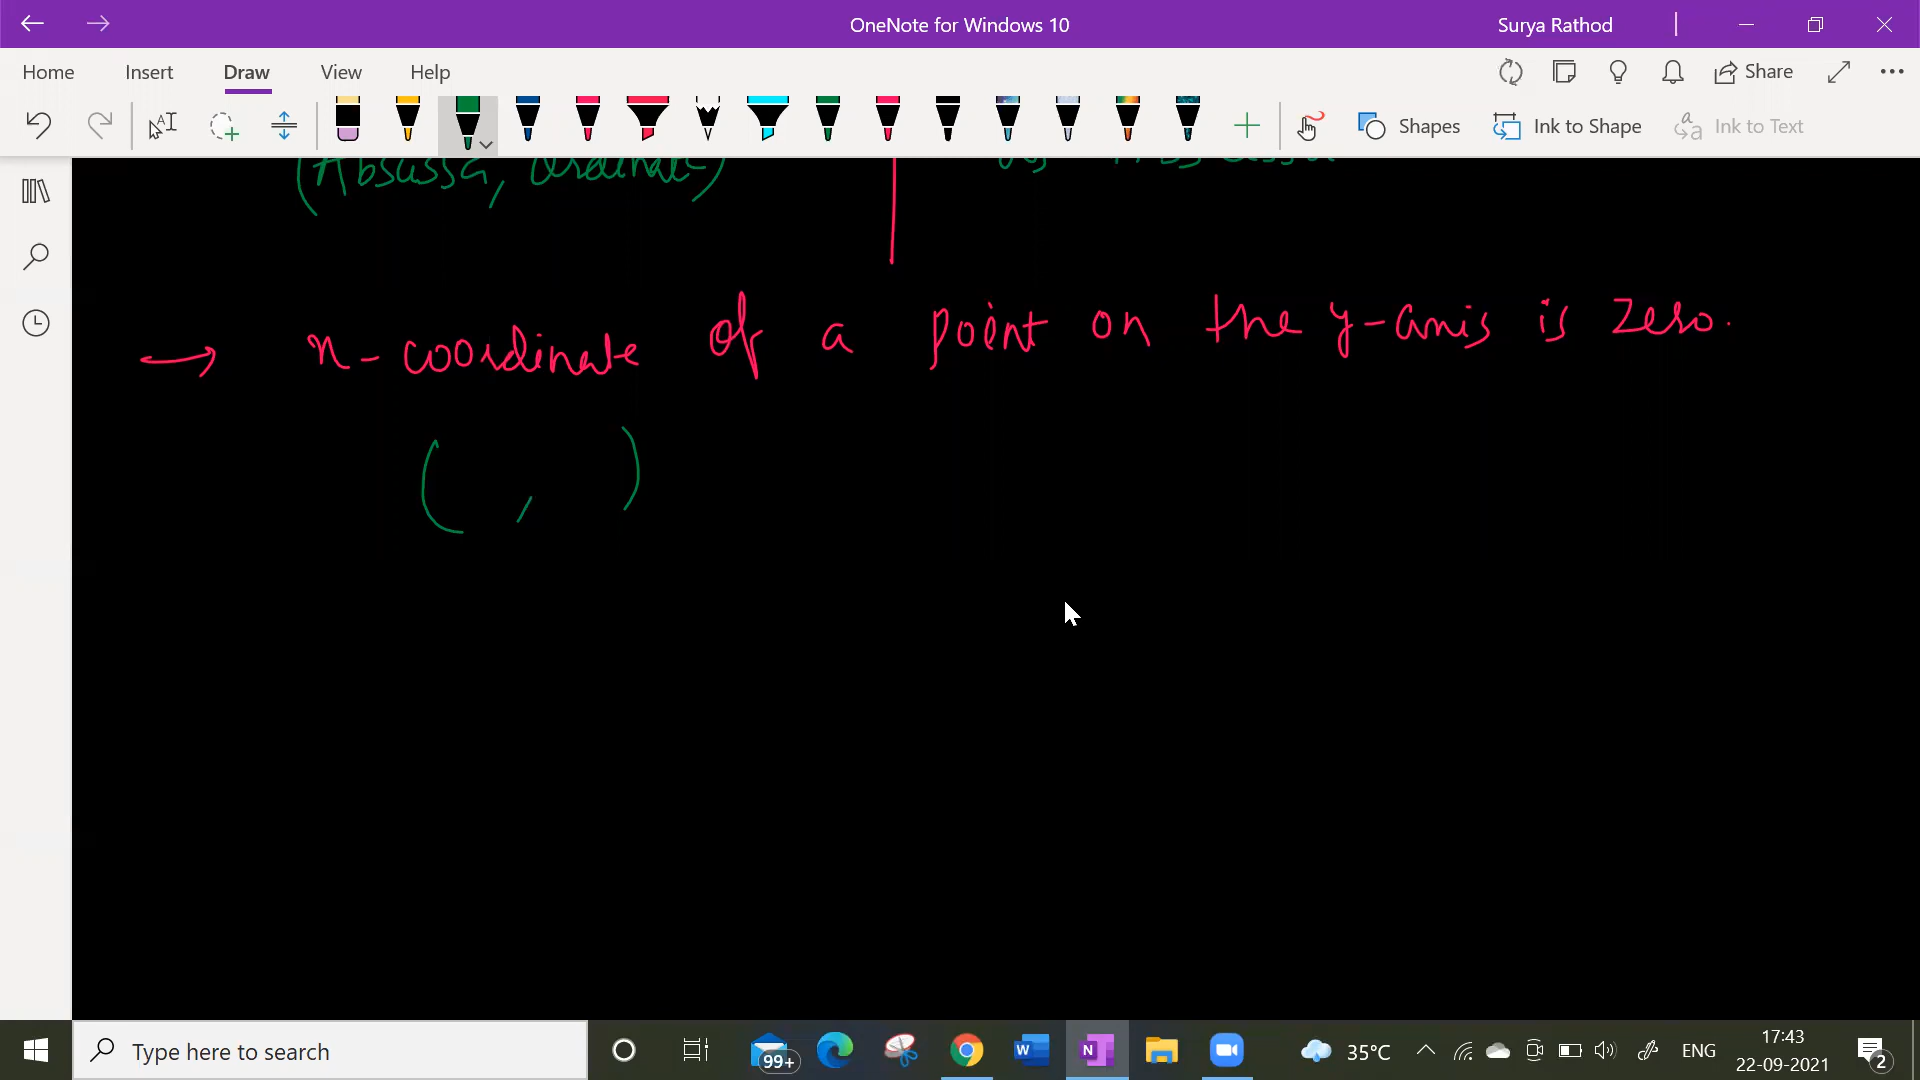 OneNote for Windows 10
Surya Rathod
Home Insert Draw View Help
Share
Shapes Ink to Shape Ink to Text
(Abscissa, Ordinate)
→ x-coordinate of a point on the y-axis is zero.
( , )
Type here to search
99+
35°C
ENG
17:43
22-09-2021
2